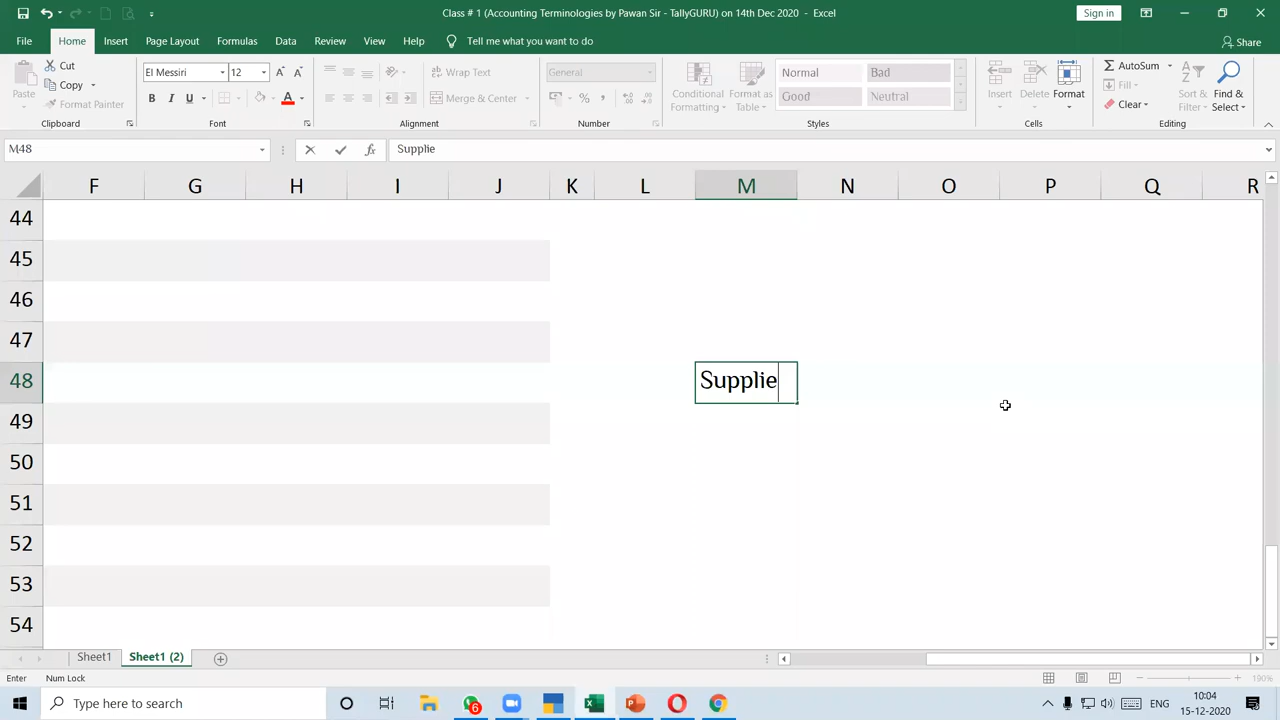 Class # 1 (Accounting Terminologies by Pawan Sir - TallyGURU) on 14th Dec 2020 - Excel
Sign in
File Home Insert Page Layout Formulas Data Review View Help Tell me what you want to do
Share
Paste
Cut
Copy
Format Painter
Clipboard
El Messiri 12
B I U
Font
Wrap Text
Merge & Center
Alignment
General
Number
Conditional Formatting
Format as Table
Normal Bad
Good Neutral
Styles
Insert Delete Format
Cells
AutoSum
Fill
Clear
Sort & Filter
Find & Select
Editing
M48 fx Supplie
F G H I J K L M N O P Q R
44
45
46
47
48 Supplie
49
50
51
52
53
54
Sheet1 Sheet1 (2)
Enter Num Lock 190%
Type here to search
6
ENG
10:04
15-12-2020